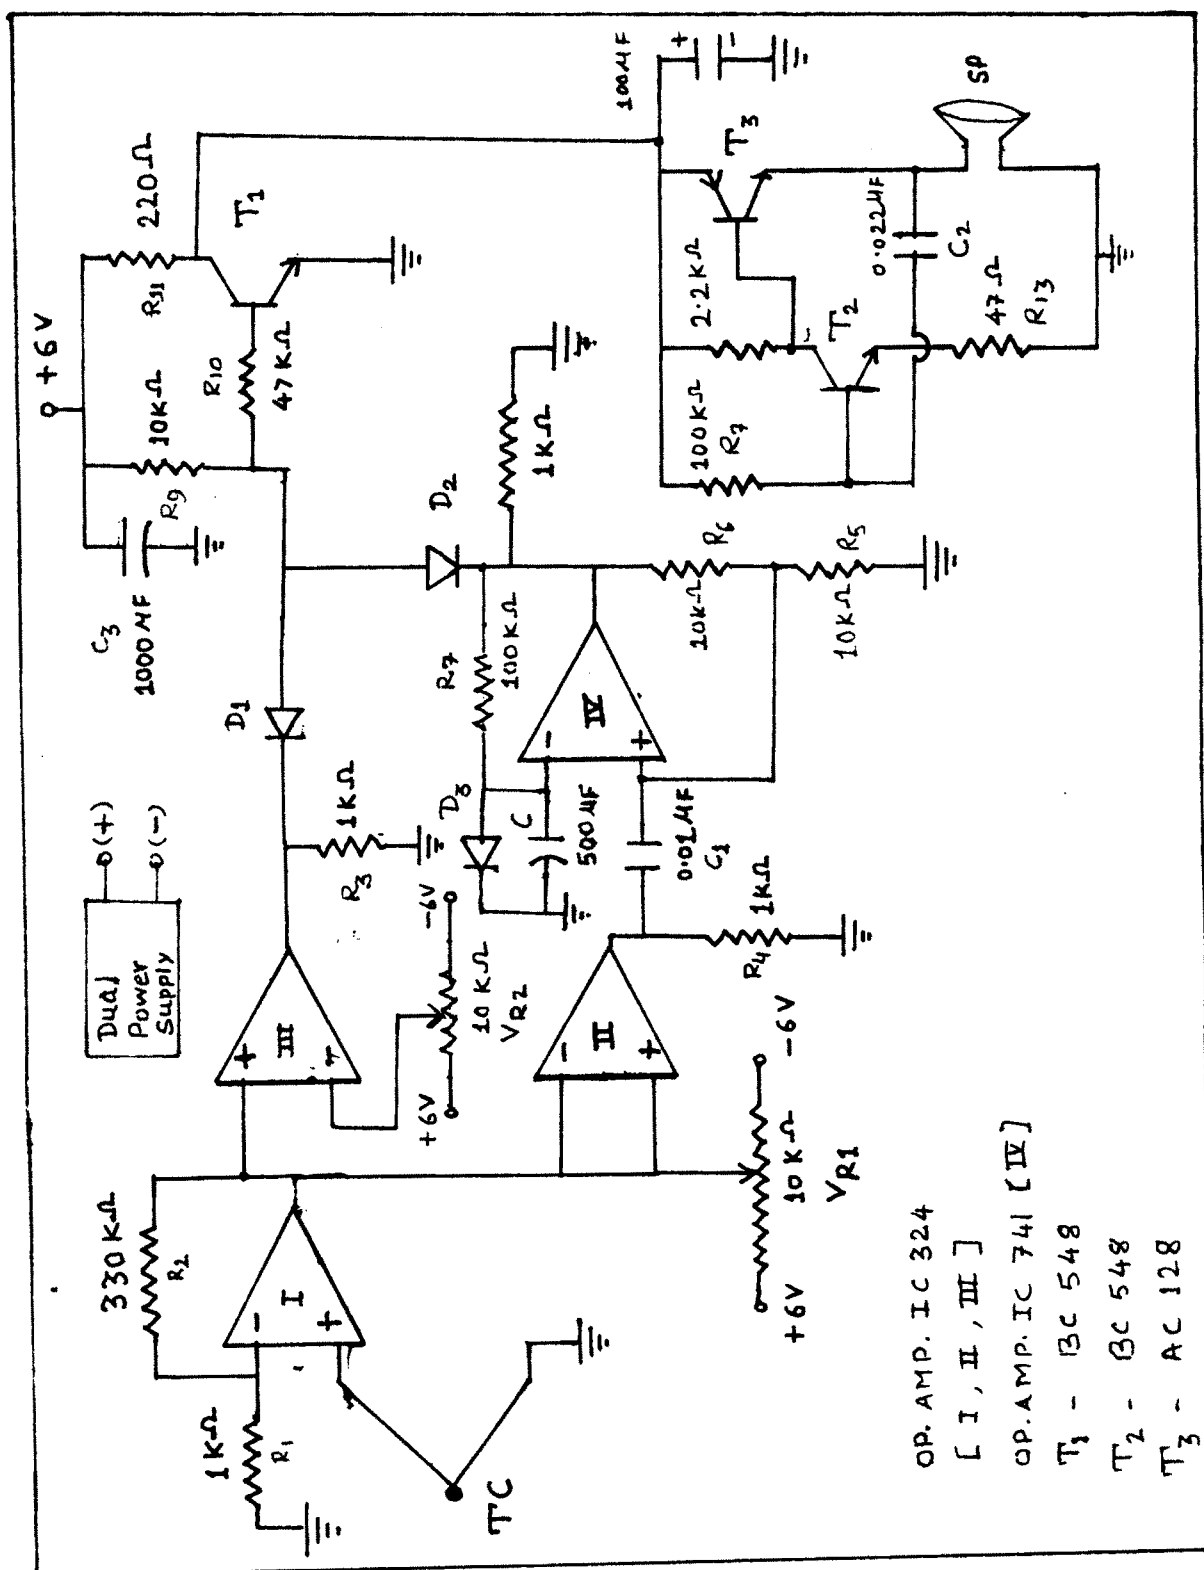 +6V
220Ω
R11
T1
10KΩ
R9
R10
47KΩ
C3
1000µF
100µF
+
-
T3
SP
2.2KΩ
0.022µF
C2
T2
47Ω
R13
100KΩ
R7
D1
D2
1KΩ
R6
10KΩ
R5
10KΩ
R7
100KΩ
IV
-
+
D3
C
500µF
0.01µF
C1
Dual
Power
Supply
(+)
(-)
III
+
-
1KΩ
R3
-6V
10KΩ
VR2
+6V
II
-
+
R4
1KΩ
-6V
10KΩ
VR1
+6V
330KΩ
R2
I
-
+
1KΩ
R1
TC
OP. AMP. IC 324
[ I, II, III ]
OP. AMP. IC 741 [IV]
T1 - BC 548
T2 - BC 548
T3 - AC 128